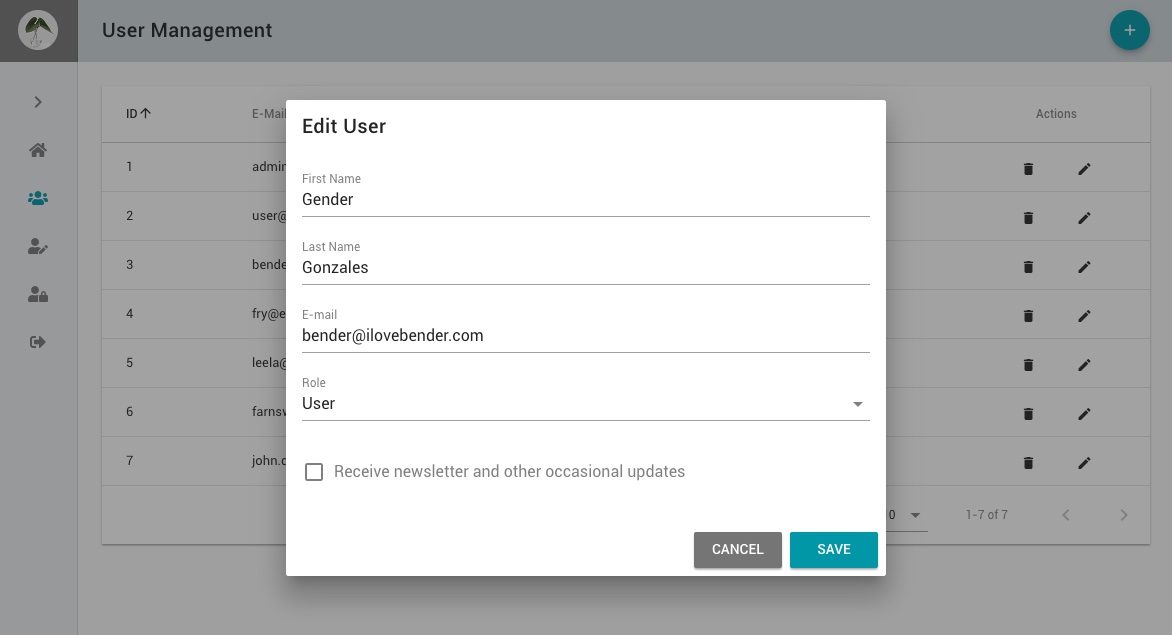 User Management
+
ID E-Mai Actions
Edit User
1 admin
First Name
Gender
2 user@
Last Name
3 bende
Gonzales
4 fry@e
E-mail
bender@ilovebender.com
5 leela@
Role
User
6 farnsw
7 john.
Receive newsletter and other occasional updates
0 1-7 of 7
CANCEL SAVE